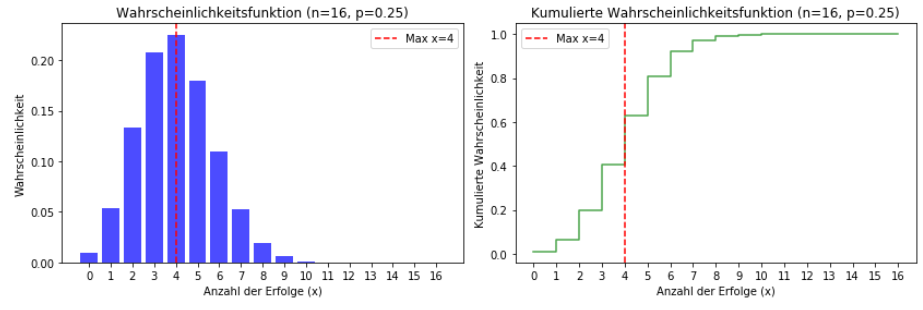 Wahrscheinlichkeitsfunktion (n=16, p=0.25)
Max x=4
Wahrscheinlichkeit
0.20
0.15
0.10
0.05
0.00
0 1 2 3 4 5 6 7 8 9 10 11 12 13 14 15 16
Anzahl der Erfolge (x)
Kumulierte Wahrscheinlichkeitsfunktion (n=16, p=0.25)
Max x=4
Kumulierte Wahrscheinlichkeit
1.0
0.8
0.6
0.4
0.2
0.0
0 1 2 3 4 5 6 7 8 9 10 11 12 13 14 15 16
Anzahl der Erfolge (x)